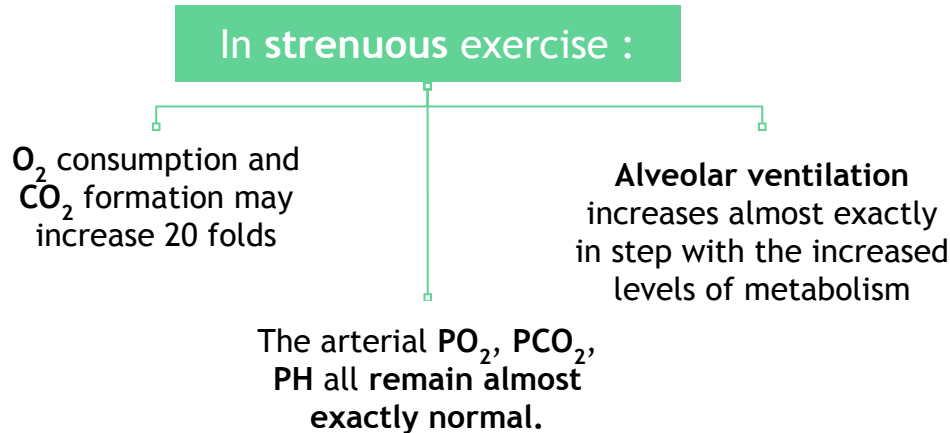 In strenuous exercise :
O₂ consumption and
CO₂ formation may
increase 20 folds
The arterial PO₂, PCO₂,
PH all remain almost
exactly normal.
Alveolar ventilation
increases almost exactly
in step with the increased
levels of metabolism